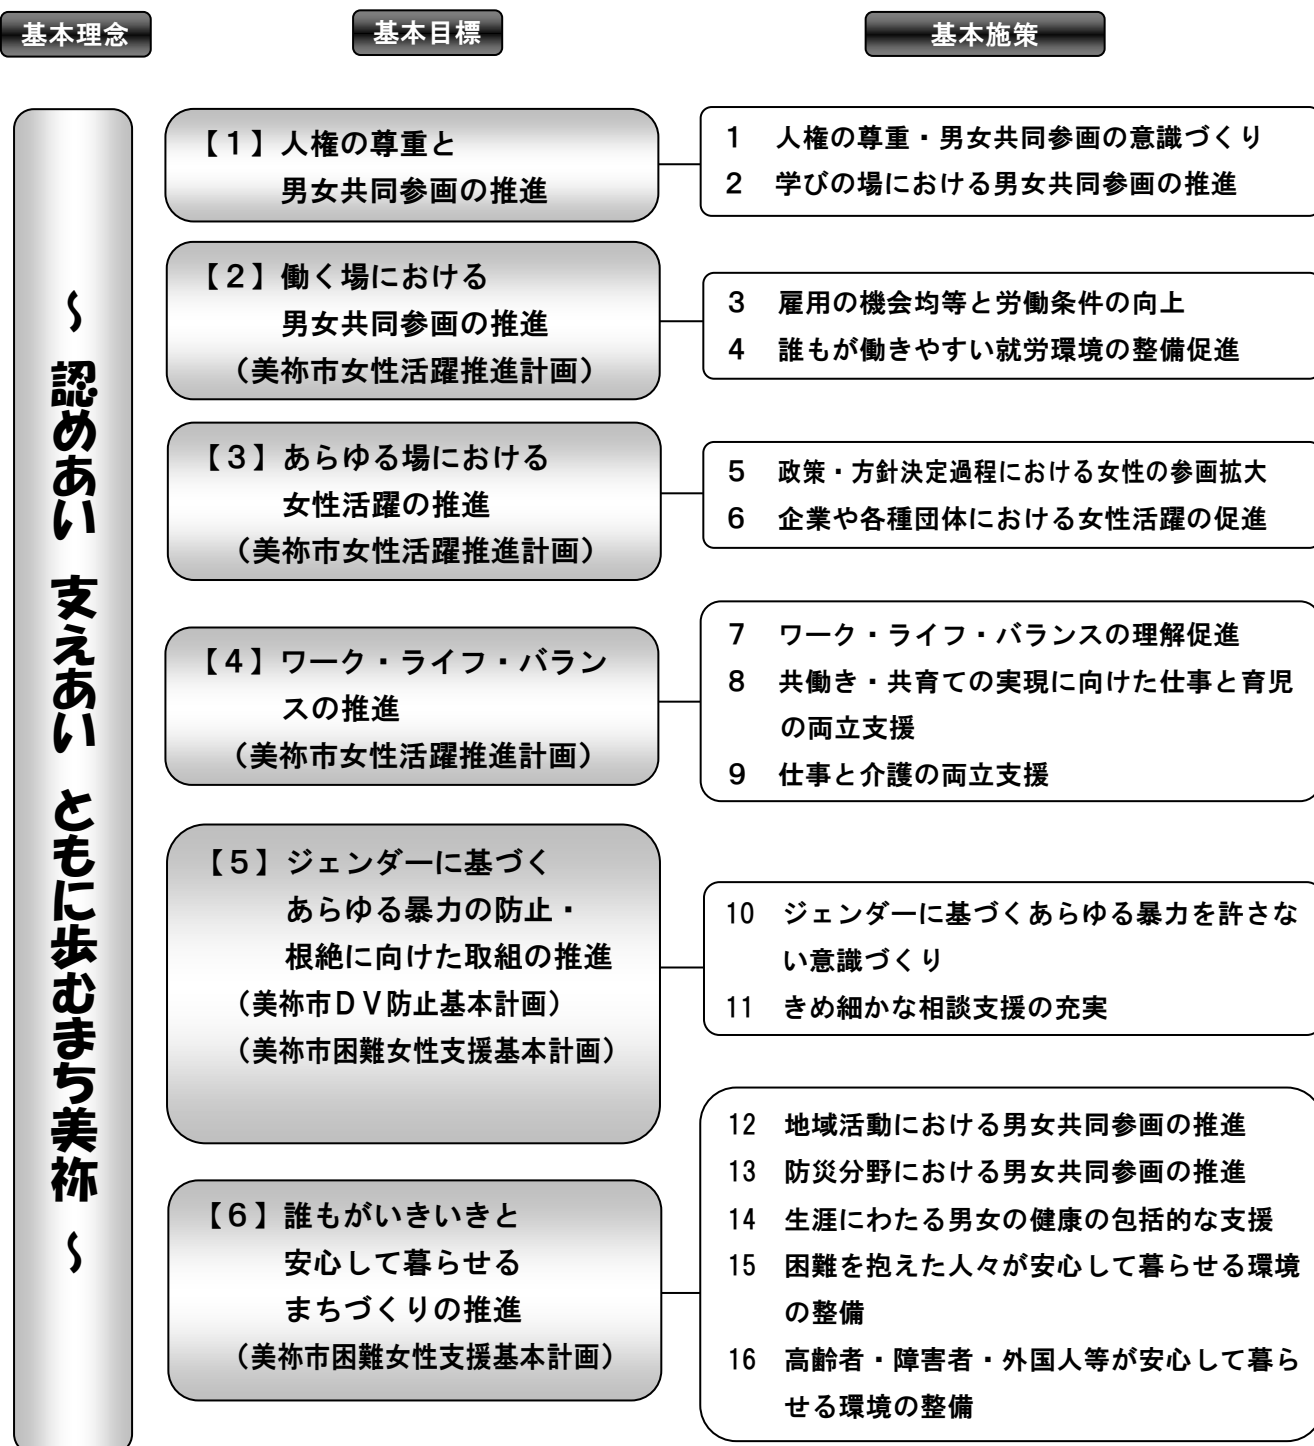 基本理念
基本目標
基本施策
~ 認めあい 支えあい ともに歩むまち美祢 ~
【1】人権の尊重と
男女共同参画の推進
1 人権の尊重・男女共同参画の意識づくり
2 学びの場における男女共同参画の推進
【2】働く場における
男女共同参画の推進
(美祢市女性活躍推進計画)
3 雇用の機会均等と労働条件の向上
4 誰もが働きやすい就労環境の整備促進
【3】あらゆる場における
女性活躍の推進
(美祢市女性活躍推進計画)
5 政策・方針決定過程における女性の参画拡大
6 企業や各種団体における女性活躍の促進
【4】ワーク・ライフ・バラン
スの推進
(美祢市女性活躍推進計画)
7 ワーク・ライフ・バランスの理解促進
8 共働き・共育ての実現に向けた仕事と育児
の両立支援
9 仕事と介護の両立支援
【5】ジェンダーに基づく
あらゆる暴力の防止・
根絶に向けた取組の推進
(美祢市DV防止基本計画)
(美祢市困難女性支援基本計画)
10 ジェンダーに基づくあらゆる暴力を許さな
い意識づくり
11 きめ細かな相談支援の充実
【6】誰もがいきいきと
安心して暮らせる
まちづくりの推進
(美祢市困難女性支援基本計画)
12 地域活動における男女共同参画の推進
13 防災分野における男女共同参画の推進
14 生涯にわたる男女の健康の包括的な支援
15 困難を抱えた人々が安心して暮らせる環境
の整備
16 高齢者・障害者・外国人等が安心して暮ら
せる環境の整備